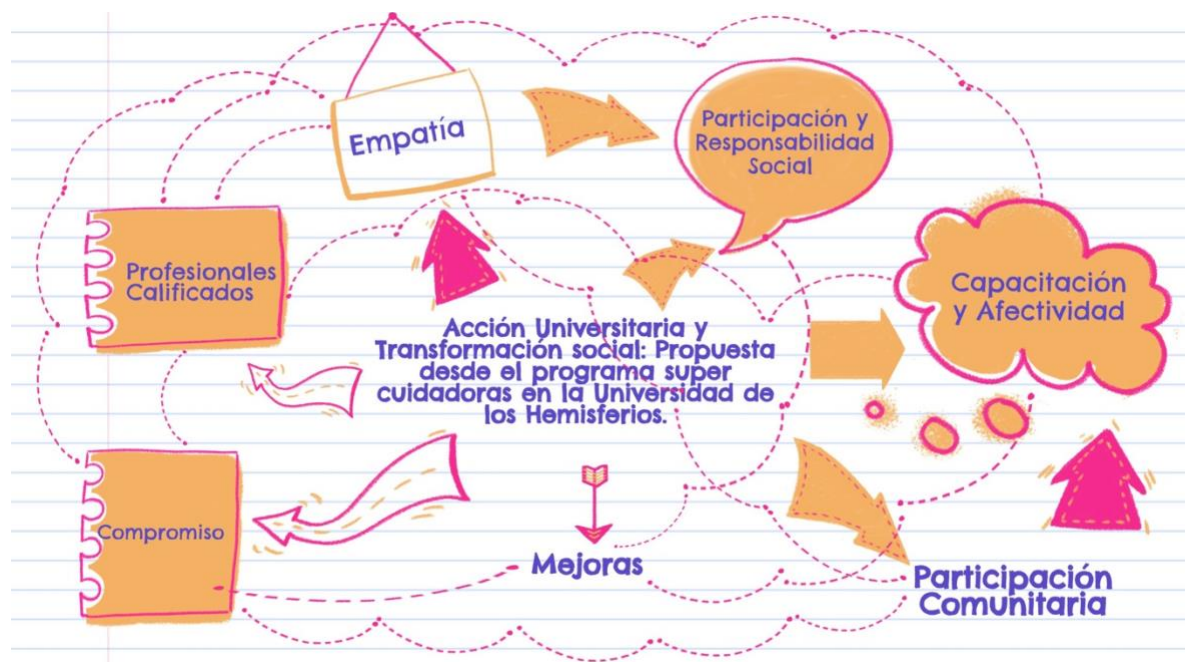 Empatía
Participación y
Responsabilidad
Social
Profesionales
Calificados
Capacitación
y Afectividad
Acción Universitaria y
Transformación social: Propuesta
desde el programa super
cuidadoras en la Universidad de
los Hemisferios.
Compromiso
Mejoras
Participación
Comunitaria